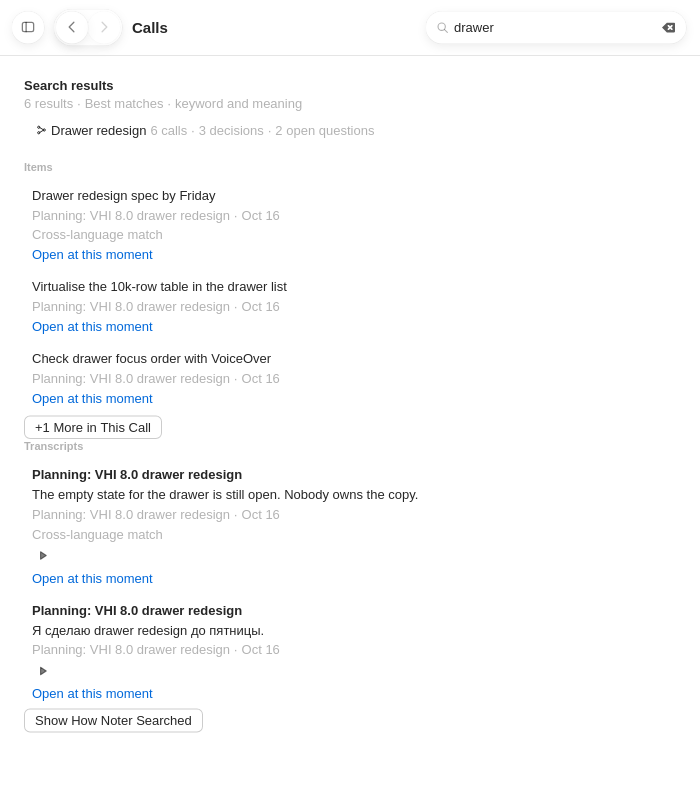 Calls
drawer
Search results
6 results · Best matches · keyword and meaning
Drawer redesign 6 calls · 3 decisions · 2 open questions
Items
Drawer redesign spec by Friday
Planning: VHI 8.0 drawer redesign · Oct 16
Cross-language match
Open at this moment
Virtualise the 10k-row table in the drawer list
Planning: VHI 8.0 drawer redesign · Oct 16
Open at this moment
Check drawer focus order with VoiceOver
Planning: VHI 8.0 drawer redesign · Oct 16
Open at this moment
+1 More in This Call
Transcripts
Planning: VHI 8.0 drawer redesign
The empty state for the drawer is still open. Nobody owns the copy.
Planning: VHI 8.0 drawer redesign · Oct 16
Cross-language match
Open at this moment
Planning: VHI 8.0 drawer redesign
Я сделаю drawer redesign до пятницы.
Planning: VHI 8.0 drawer redesign · Oct 16
Open at this moment
Show How Noter Searched